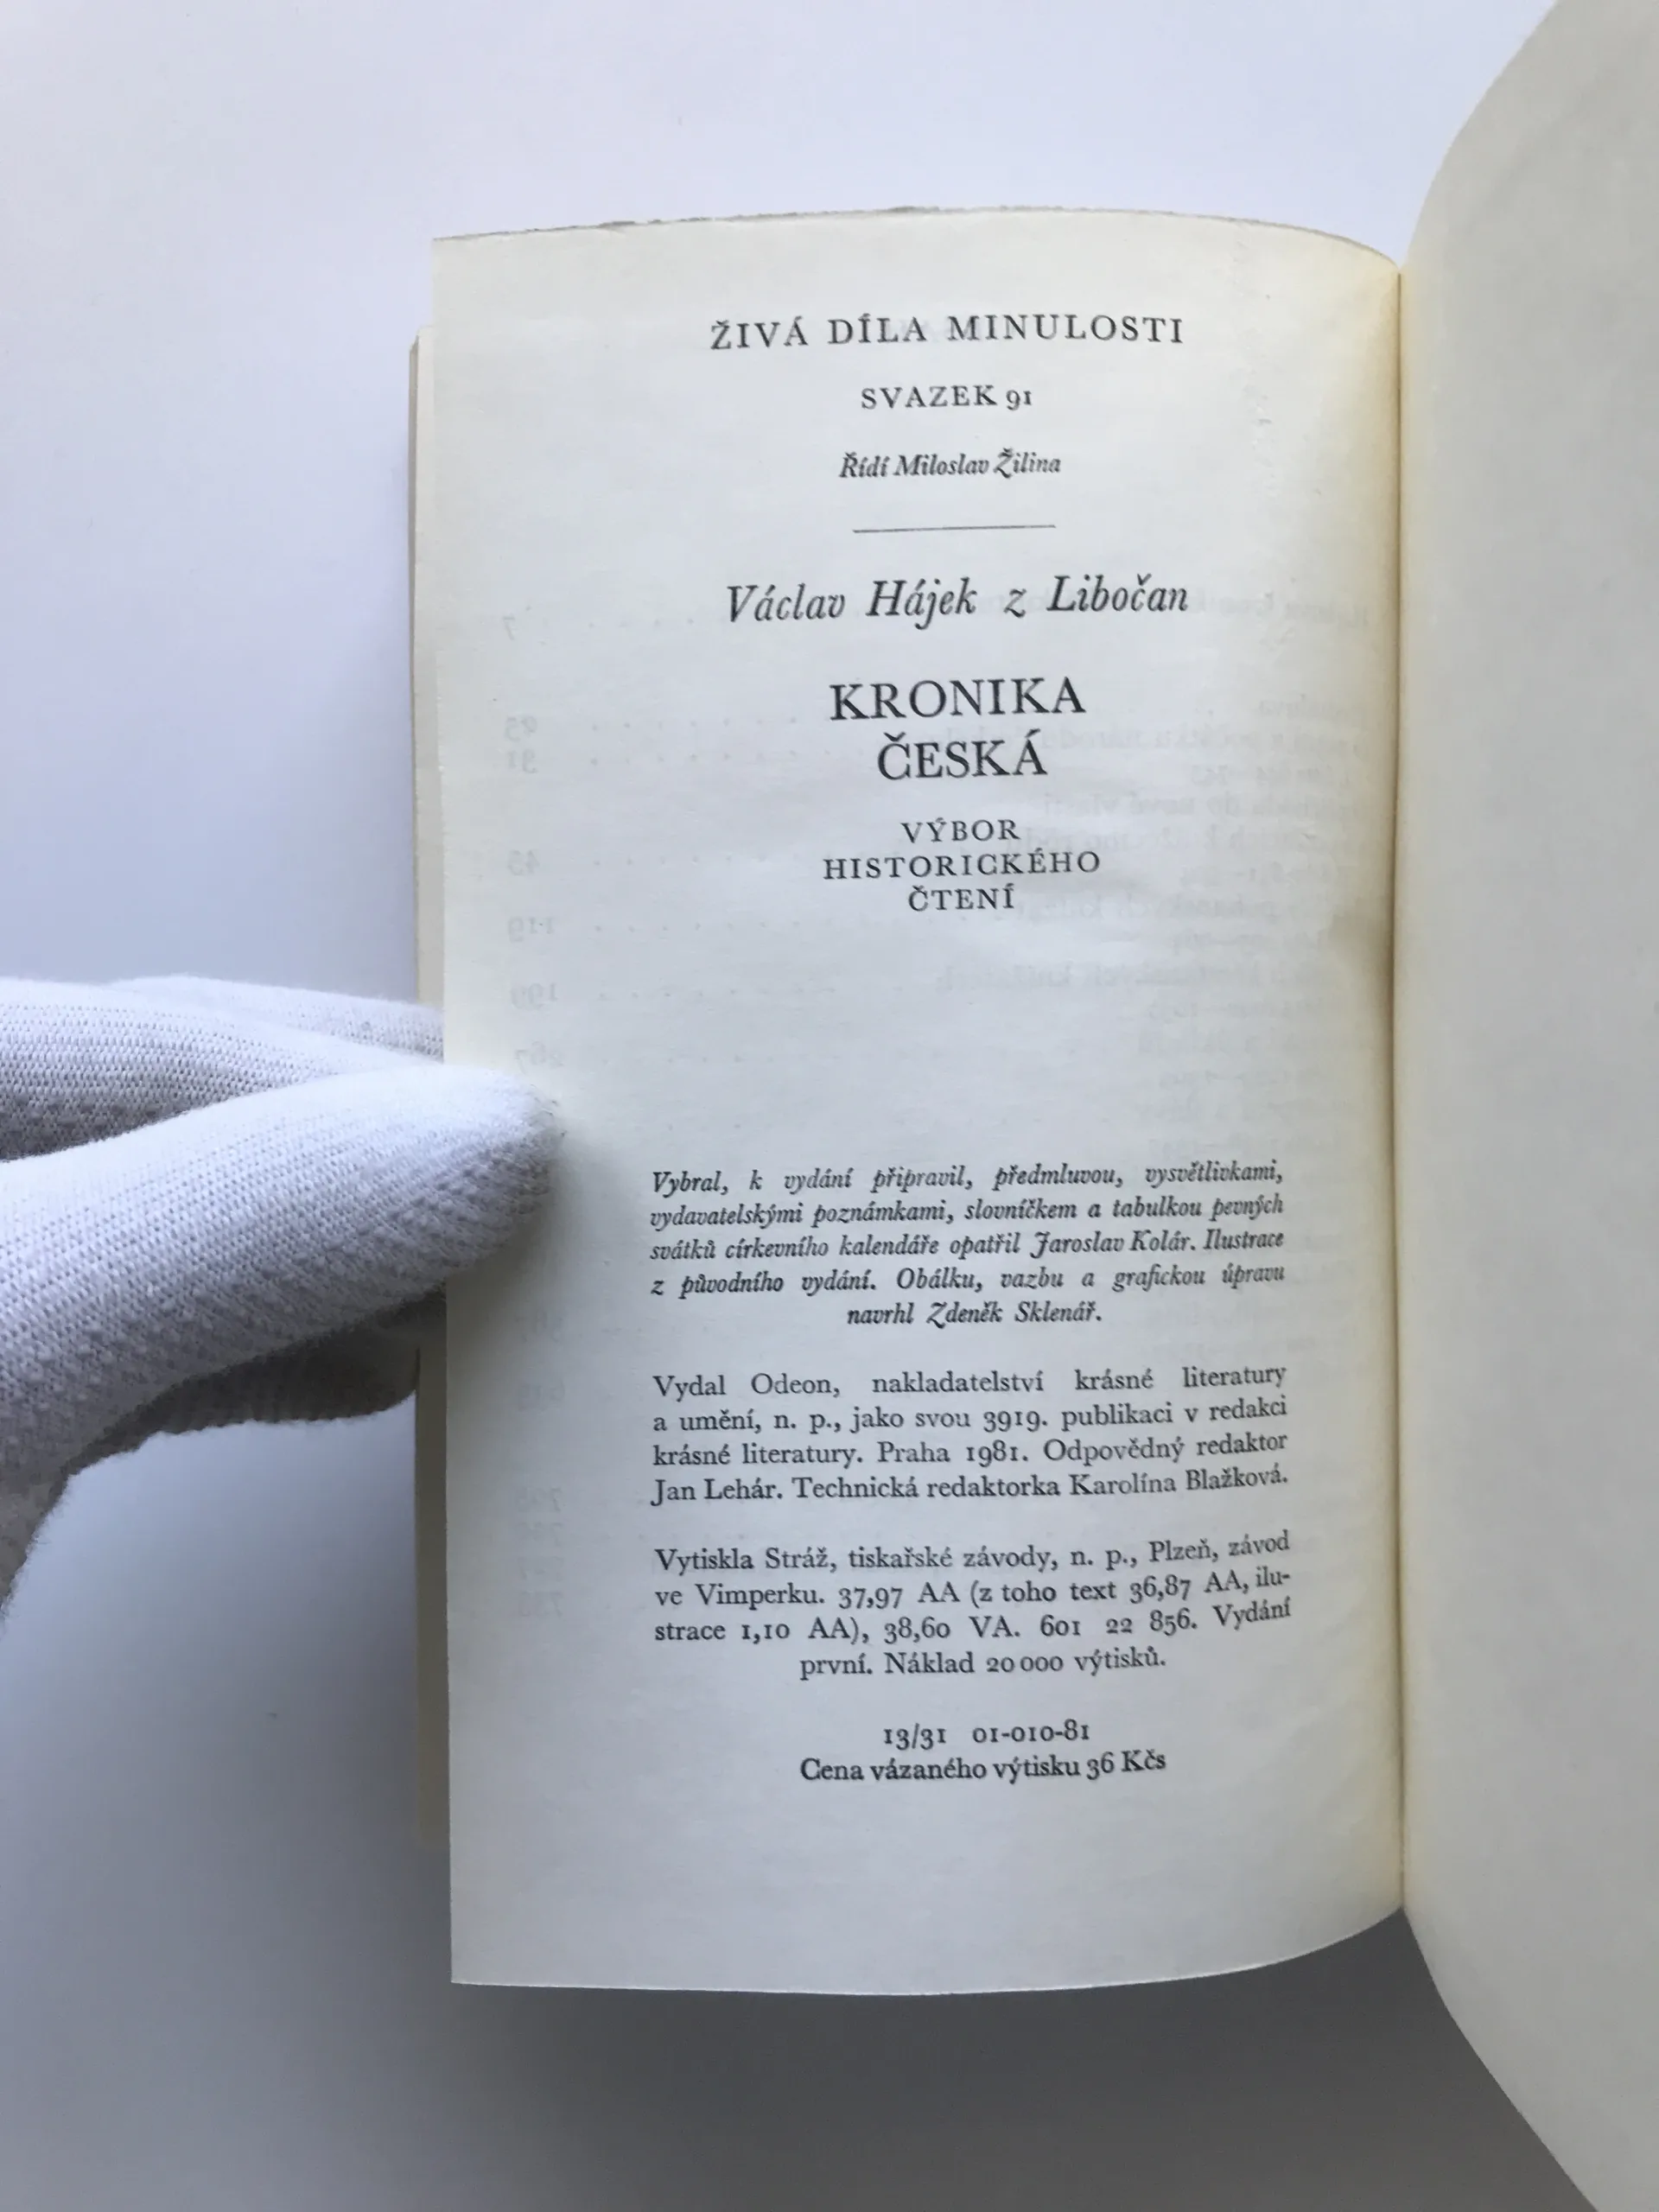 ŽIVÁ DÍLA MINULOSTI
SVAZEK 91
Řídí Miloslav Žilina
Václav Hájek z Libočan
KRONIKA
ČESKÁ
VÝBOR
HISTORICKÉHO
ČTENÍ
Vybral, k vydání připravil, předmluvou, vysvětlivkami,
vydavatelskými poznámkami, slovníčkem a tabulkou pevných
svátků církevního kalendáře opatřil Jaroslav Kolár. Ilustrace
z původního vydání. Obálku, vazbu a grafickou úpravu
navrhl Zdeněk Sklenář.
Vydal Odeon, nakladatelství krásné literatury
a umění, n. p., jako svou 3919. publikaci v redakci
krásné literatury. Praha 1981. Odpovědný redaktor
Jan Lehár. Technická redaktorka Karolína Blažková.
Vytiskla Stráž, tiskařské závody, n. p., Plzeň, závod
ve Vimperku. 37,97 AA (z toho text 36,87 AA, ilu-
strace 1,10 AA), 38,60 VA. 601 22 856. Vydání
první. Náklad 20 000 výtisků.
13/31 01-010-81
Cena vázaného výtisku 36 Kčs